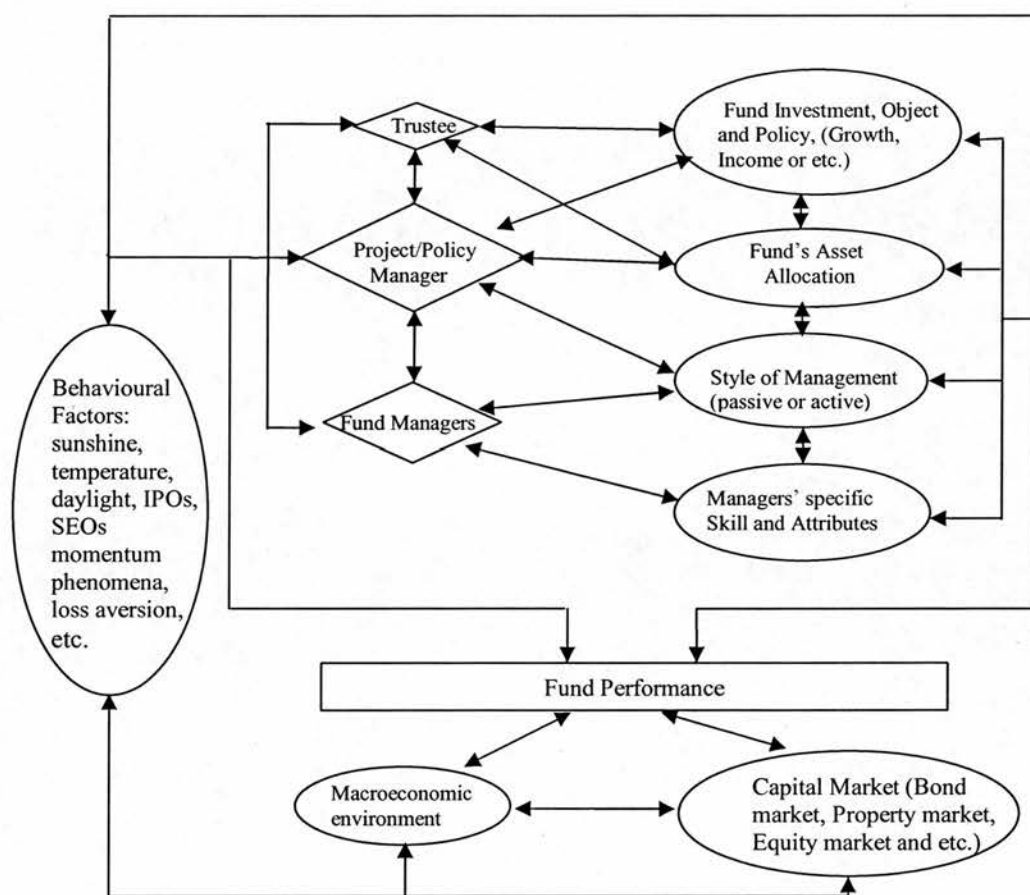 Trustee
Fund Investment, Object
and Policy, (Growth,
Income or etc.)
Project/Policy
Manager
Fund's Asset
Allocation
Behavioural
Factors:
sunshine,
temperature,
daylight, IPOs,
SEOs
momentum
phenomena,
loss aversion,
etc.
Style of Management
(passive or active)
Fund Managers
Managers' specific
Skill and Attributes
Fund Performance
Macroeconomic
environment
Capital Market (Bond
market, Property market,
Equity market and etc.)